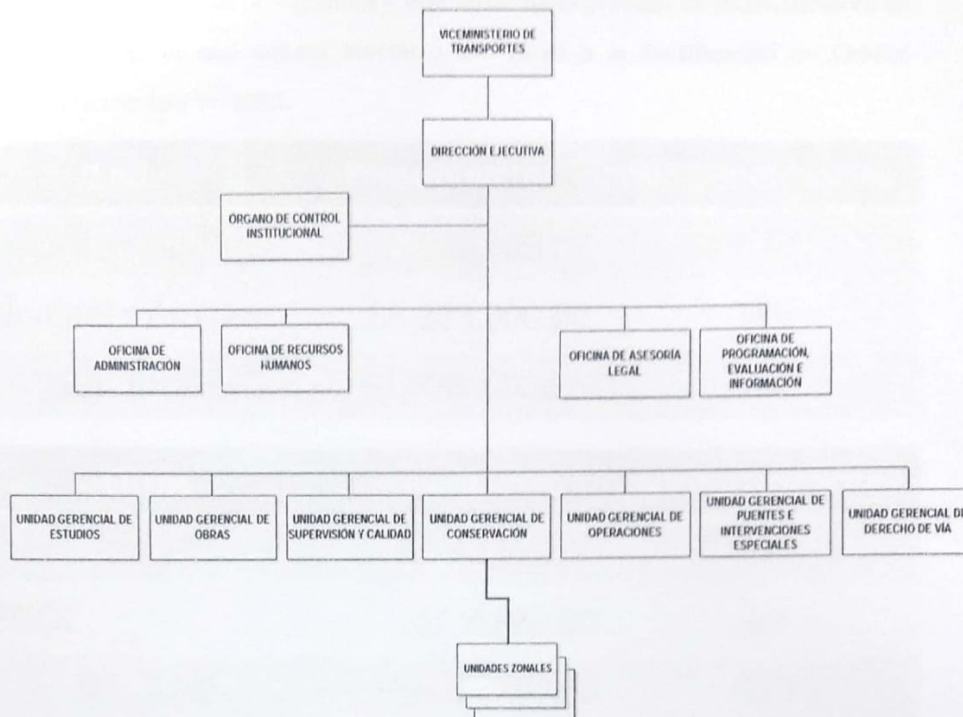 VICEMINISTERIO DE
TRANSPORTES
DIRECCIÓN EJECUTIVA
ÓRGANO DE CONTROL
INSTITUCIONAL
OFICINA DE
ADMINISTRACIÓN
OFICINA DE RECURSOS
HUMANOS
OFICINA DE ASESORÍA
LEGAL
OFICINA DE
PROGRAMACIÓN,
EVALUACIÓN E
INFORMACIÓN
UNIDAD GERENCIAL DE
ESTUDIOS
UNIDAD GERENCIAL DE
OBRAS
UNIDAD GERENCIAL DE
SUPERVISIÓN Y CALIDAD
UNIDAD GERENCIAL DE
CONSERVACIÓN
UNIDAD GERENCIAL DE
OPERACIONES
UNIDAD GERENCIAL DE
PUENTES E
INTERVENCIONES
ESPECIALES
UNIDAD GERENCIAL DE
DERECHO DE VÍA
UNIDADES ZONALES